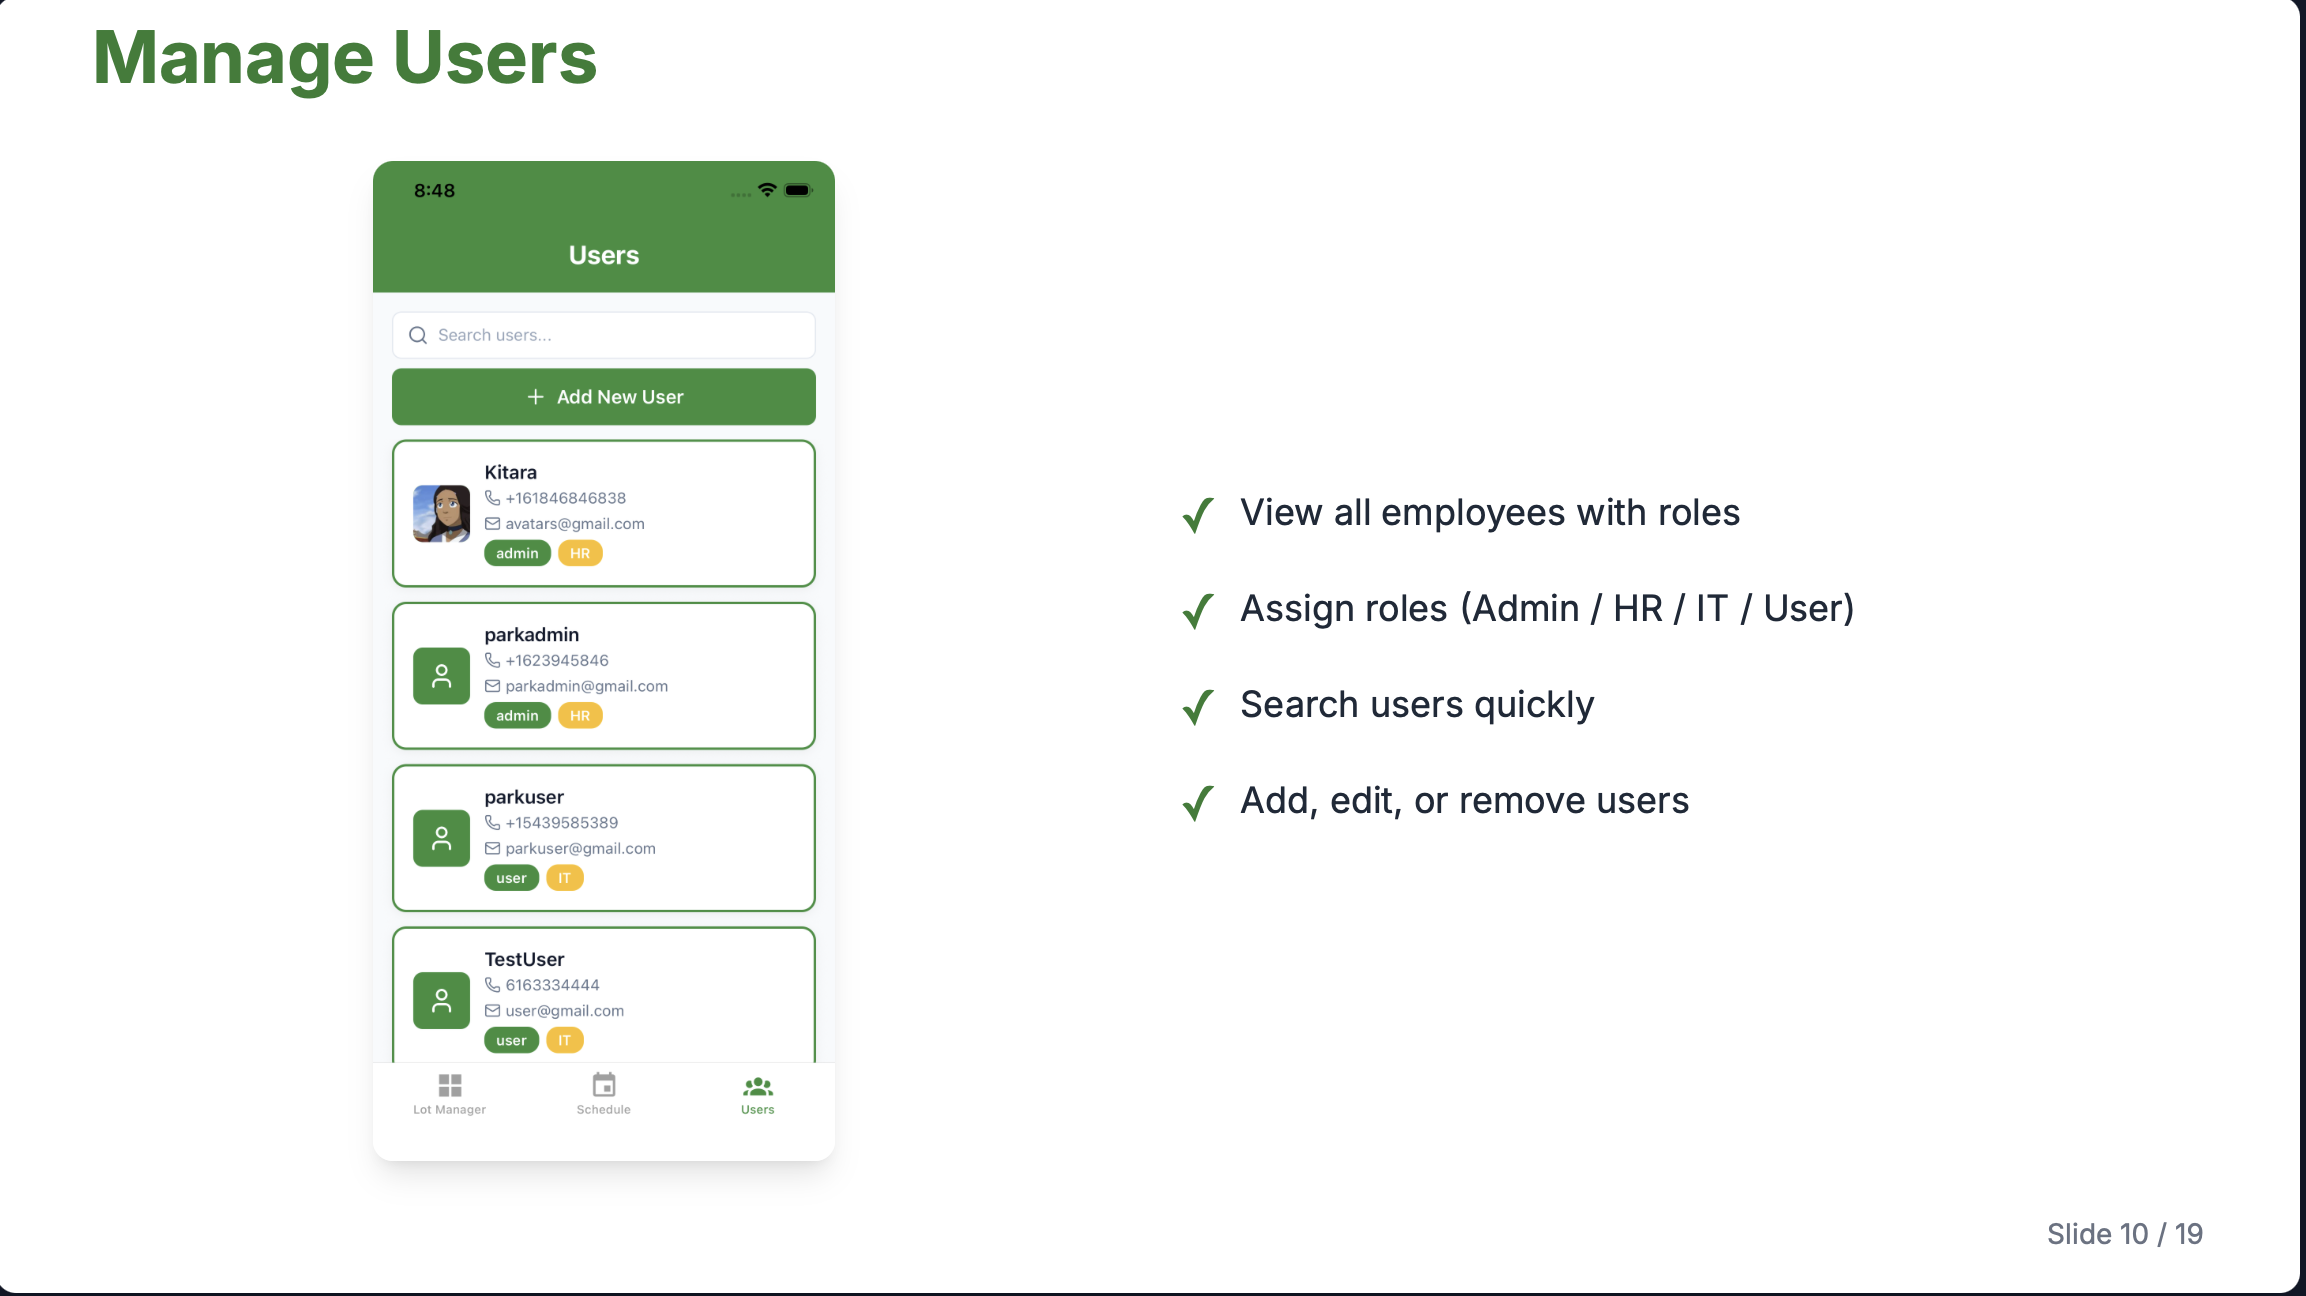 Manage Users
8:48
Users
Search users...
+ Add New User
Kitara
+161846846838
avatars@gmail.com
admin HR
parkadmin
+1623945846
parkadmin@gmail.com
admin HR
parkuser
+15439585389
parkuser@gmail.com
user IT
TestUser
6163334444
user@gmail.com
user IT
Lot Manager Schedule Users
✓ View all employees with roles
✓ Assign roles (Admin / HR / IT / User)
✓ Search users quickly
✓ Add, edit, or remove users
Slide 10 / 19